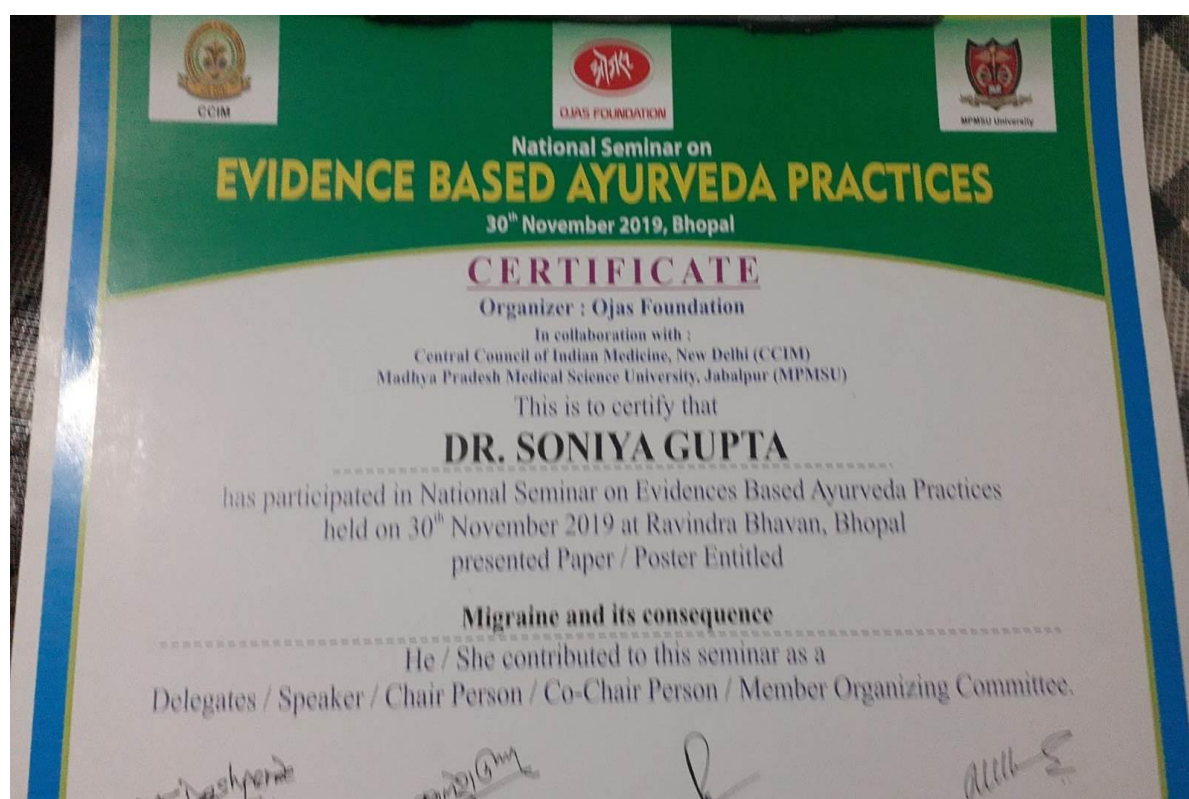 CCIM
ओजस
OJAS FOUNDATION
MPMSU University
National Seminar on
EVIDENCE BASED AYURVEDA PRACTICES
30th November 2019, Bhopal
CERTIFICATE
Organizer : Ojas Foundation
In collaboration with :
Central Council of Indian Medicine, New Delhi (CCIM)
Madhya Pradesh Medical Science University, Jabalpur (MPMSU)
This is to certify that
DR. SONIYA GUPTA
has participated in National Seminar on Evidences Based Ayurveda Practices
held on 30th November 2019 at Ravindra Bhavan, Bhopal
presented Paper / Poster Entitled
Migraine and its consequence
He / She contributed to this seminar as a
Delegates / Speaker / Chair Person / Co-Chair Person / Member Organizing Committee.